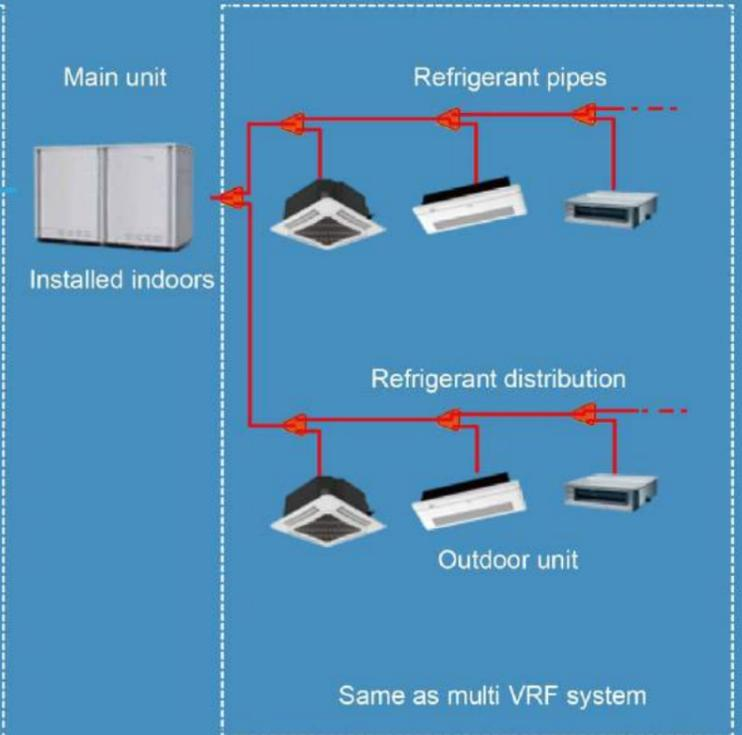 Main unit
Refrigerant pipes
Installed indoors
Refrigerant distribution
Outdoor unit
Same as multi VRF system